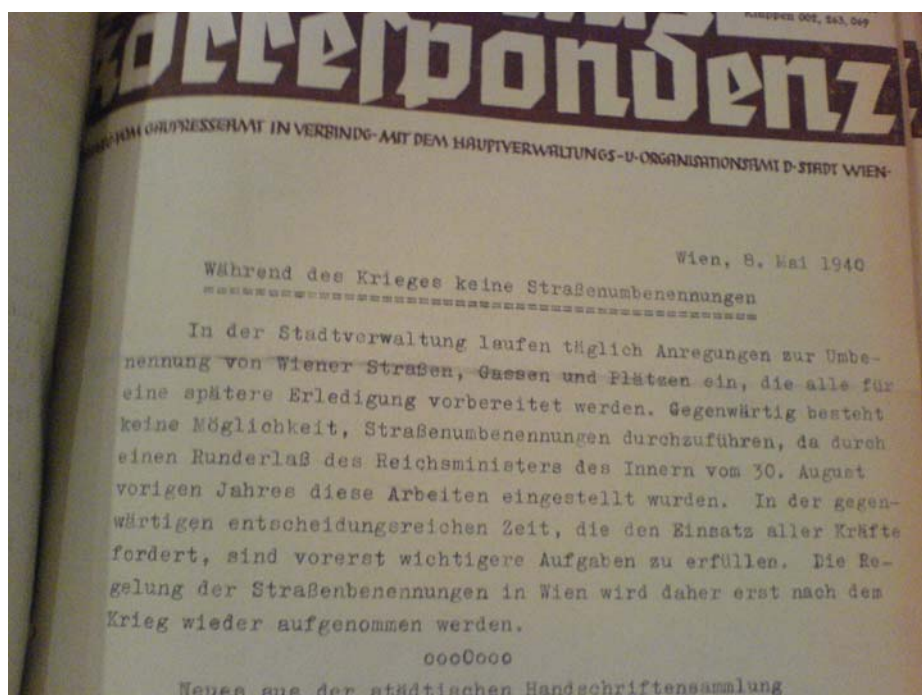 Klappen 002, 263, 069
Korrespondenz
VOM GAUPRESSEAMT IN VERBINDG- MIT DEM HAUPTVERWALTUNGS-U-ORGANISATIONSAMT D-STADT WIEN-
Wien, 8. Mai 1940
Während des Krieges keine Straßenumbenennungen
In der Stadtverwaltung laufen täglich Anregungen zur Umbe-
nennung von Wiener Straßen, Gassen und Plätzen ein, die alle für
eine spätere Erledigung vorbereitet werden. Gegenwärtig besteht
keine Möglichkeit, Straßenumbenennungen durchzuführen, da durch
einen Runderlaß des Reichsministers des Innern vom 30. August
vorigen Jahres diese Arbeiten eingestellt wurden. In der gegen-
wärtigen entscheidungsreichen Zeit, die den Einsatz aller Kräfte
fordert, sind vorerst wichtigere Aufgaben zu erfüllen. Die Re-
gelung der Straßenbenennungen in Wien wird daher erst nach dem
Krieg wieder aufgenommen werden.
oooOooo
Neues aus der städtischen Handschriftensammlung